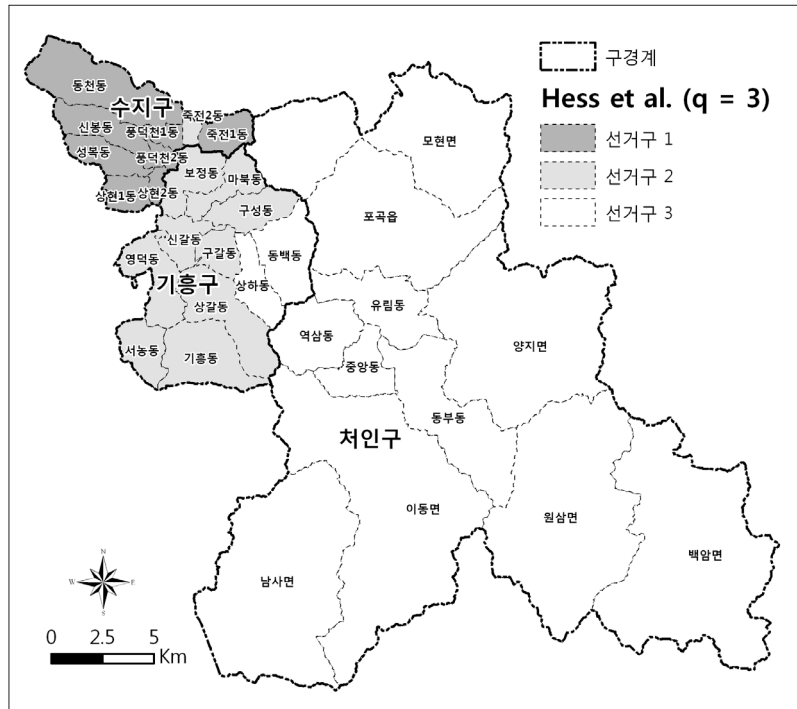 구경계
Hess et al. (q = 3)
선거구 1
선거구 2
선거구 3
동천동
수지구
죽전2동
신봉동
풍덕천1동
죽전1동
성복동
풍덕천2동
상현1동
상현2동
보정동
마북동
구성동
모현면
포곡읍
신갈동
구갈동
동백동
영덕동
기흥구
상하동
상갈동
유림동
역삼동
양지면
서농동
기흥동
중앙동
동부동
처인구
이동면
원삼면
백암면
남사면
N
W
E
S
0 2.5 5
Km